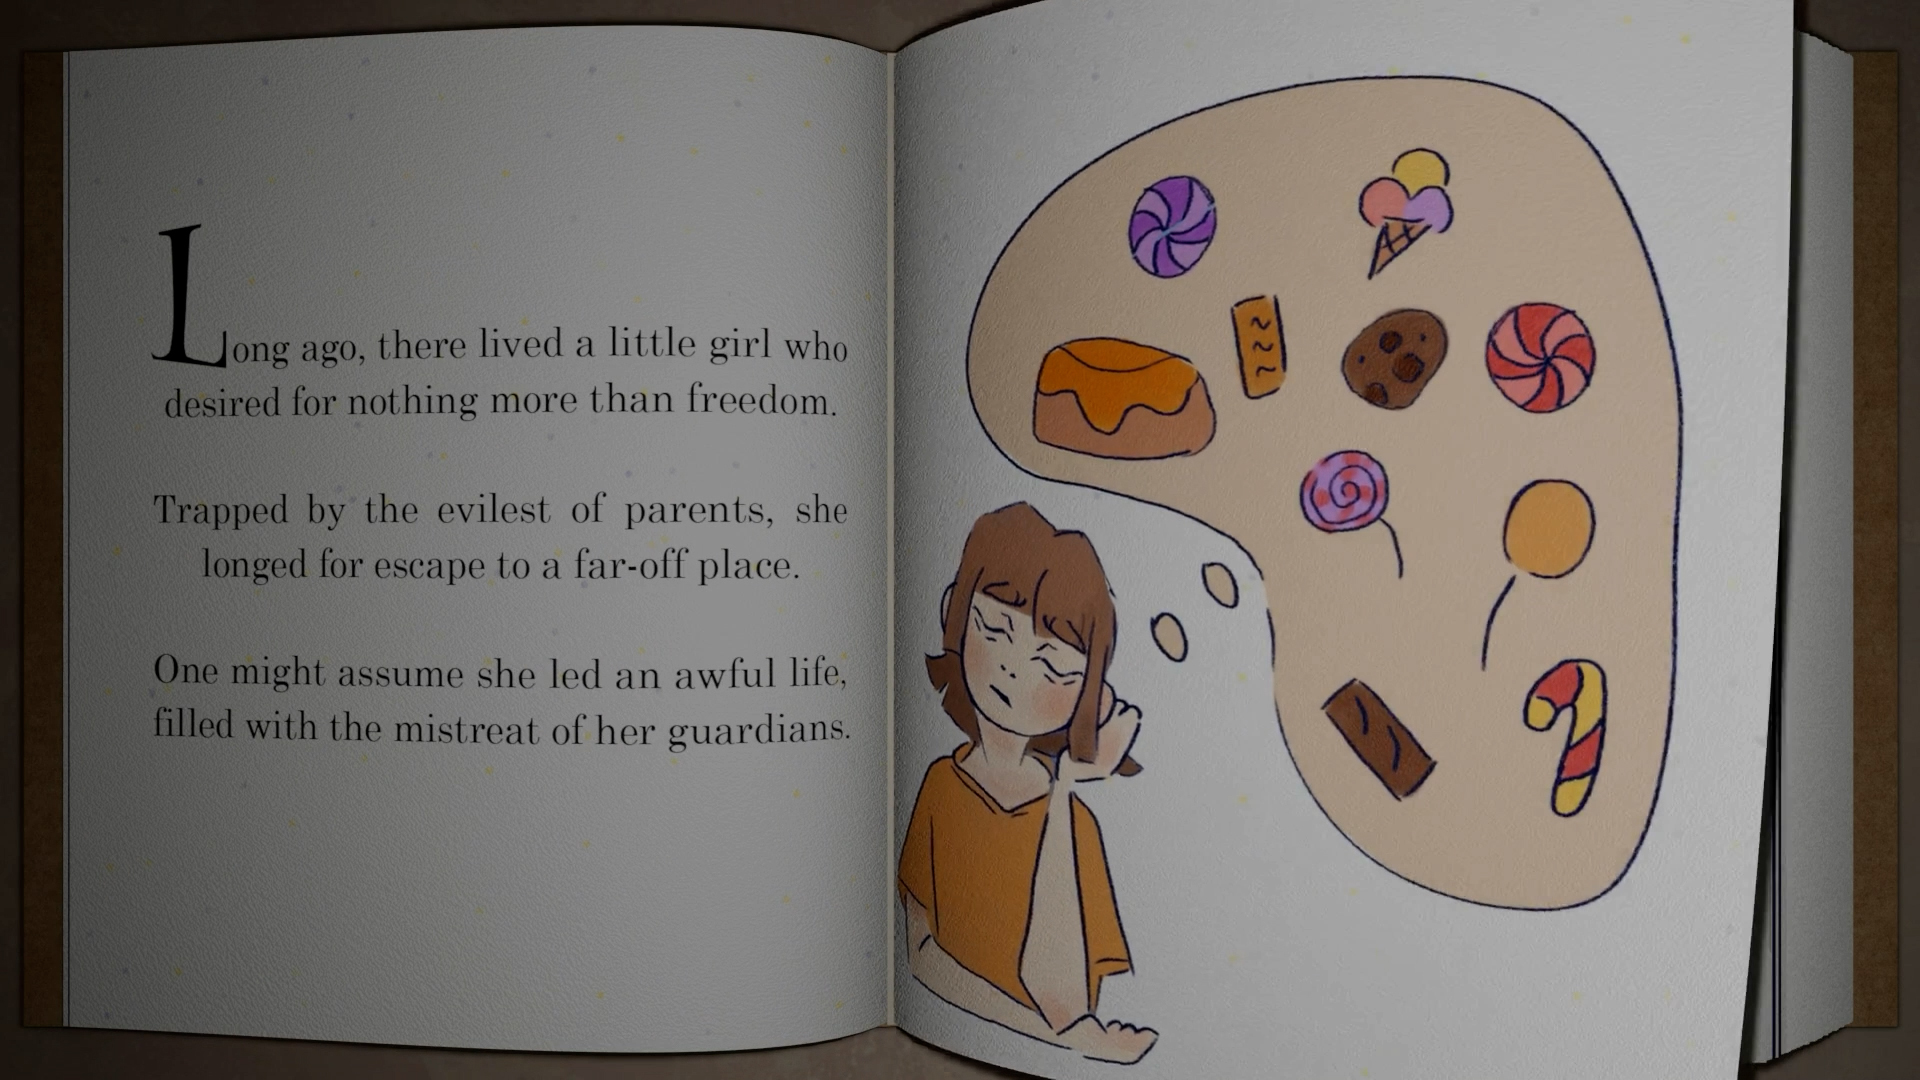 Long ago, there lived a little girl who
desired for nothing more than freedom.
Trapped by the evilest of parents, she
longed for escape to a far-off place.
One might assume she led an awful life,
filled with the mistreat of her guardians.